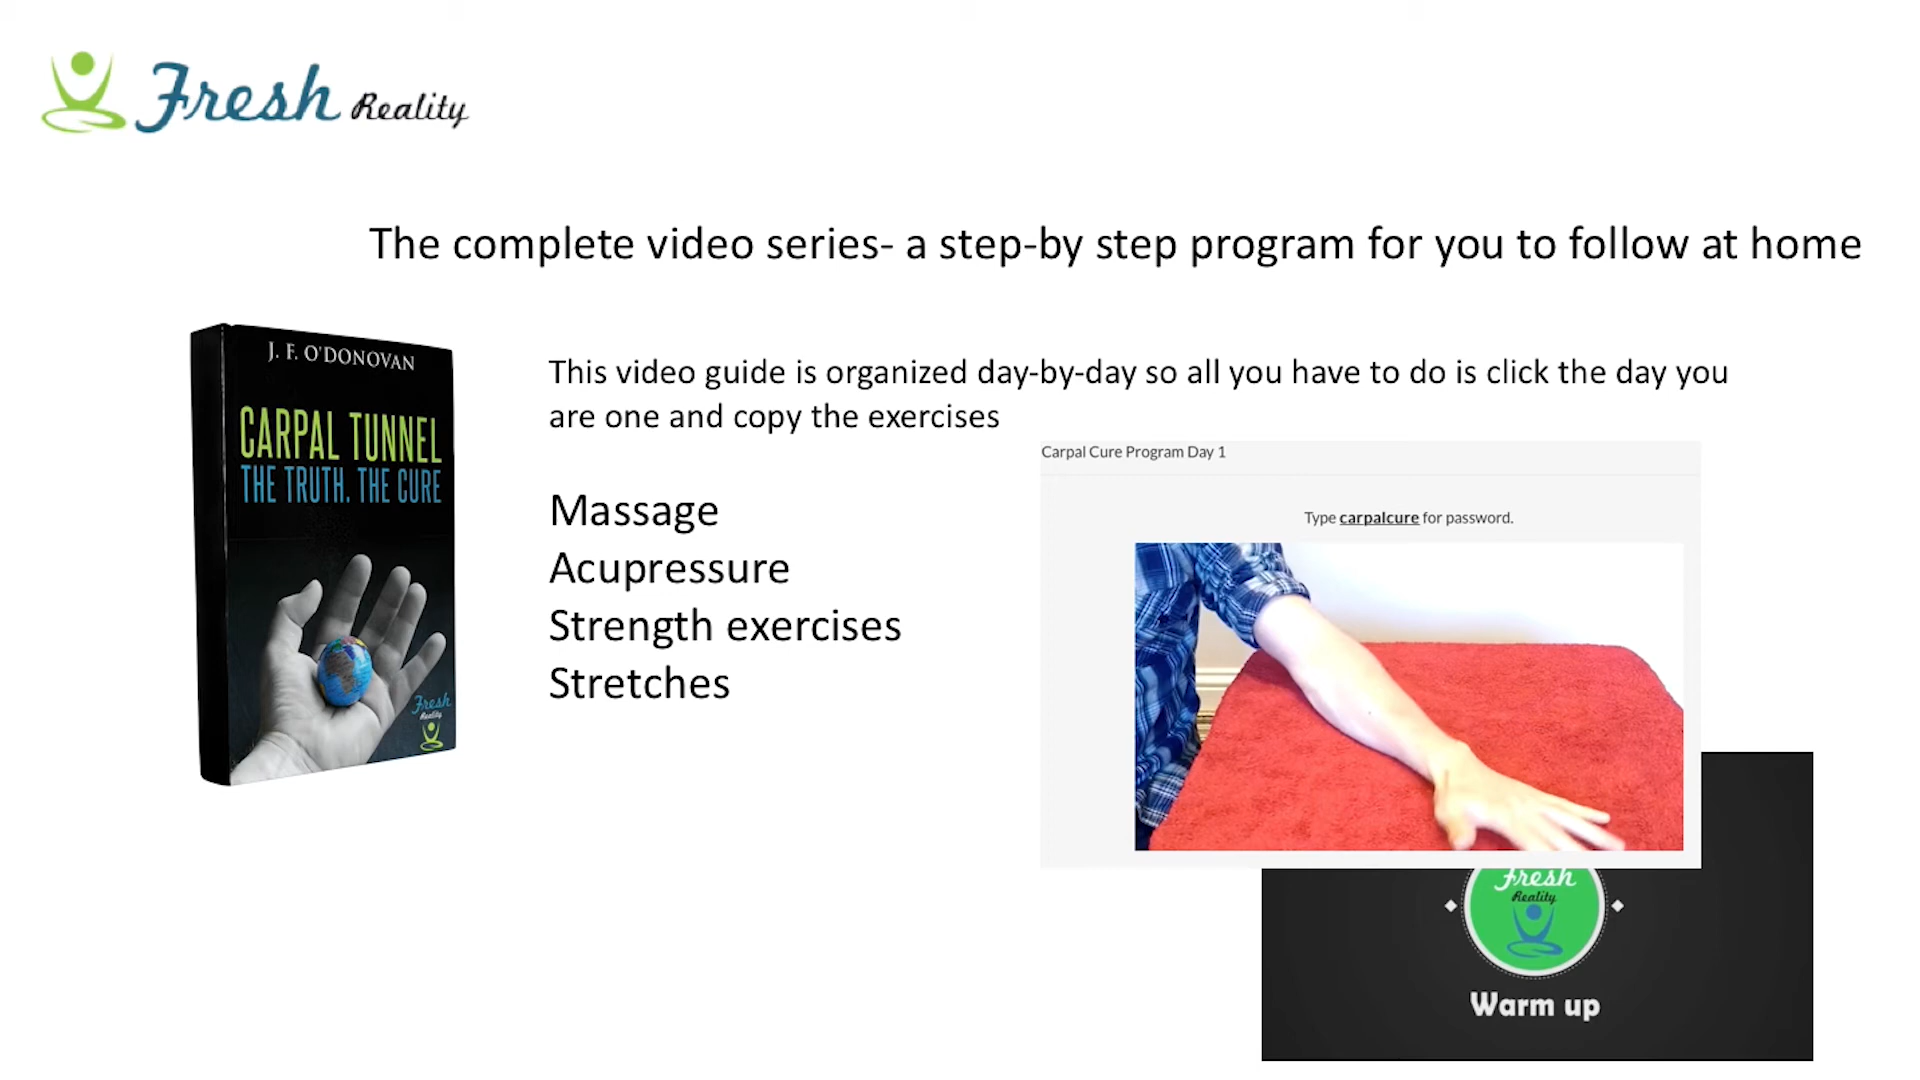 Fresh Reality
The complete video series- a step-by step program for you to follow at home
J. F. O'DONOVAN
CARPAL TUNNEL
THE TRUTH. THE CURE
Fresh
Reality
This video guide is organized day-by-day so all you have to do is click the day you
are one and copy the exercises
Massage
Acupressure
Strength exercises
Stretches
Carpal Cure Program Day 1
Type carpalcure for password.
Fresh
Reality
Warm up